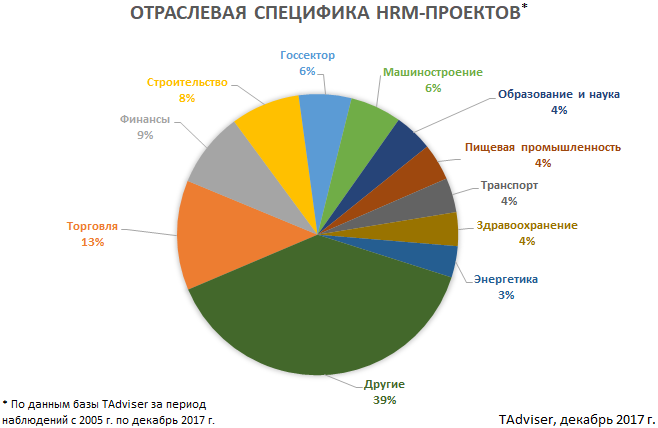 ОТРАСЛЕВАЯ СПЕЦИФИКА HRM-ПРОЕКТОВ*
Госсектор
6%
Машиностроение
6%
Образование и наука
4%
Пищевая промышленность
4%
Транспорт
4%
Здравоохранение
4%
Энергетика
3%
Другие
39%
Торговля
13%
Финансы
9%
Строительство
8%
* По данным базы TAdviser за период
наблюдений с 2005 г. по декабрь 2017 г.
TAdviser, декабрь 2017 г.